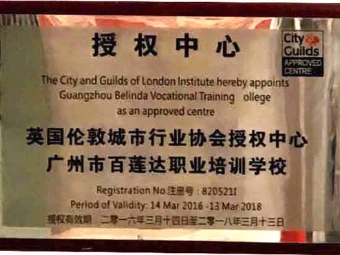 授权中心
City&
Guilds
APPROVED
CENTRE
The City and Guilds of London Institute hereby appoints
Guangzhou Belinda Vocational Training ollege
as an approved centre
英国伦敦城市行业协会授权中心
广州市百莲达职业培训学校
Registration No.注册号：820521I
Period of Validity: 14 Mar 2016 -13 Mar 2018
授权有效期 二零一六年三月十四日至二零一八年三月十三日